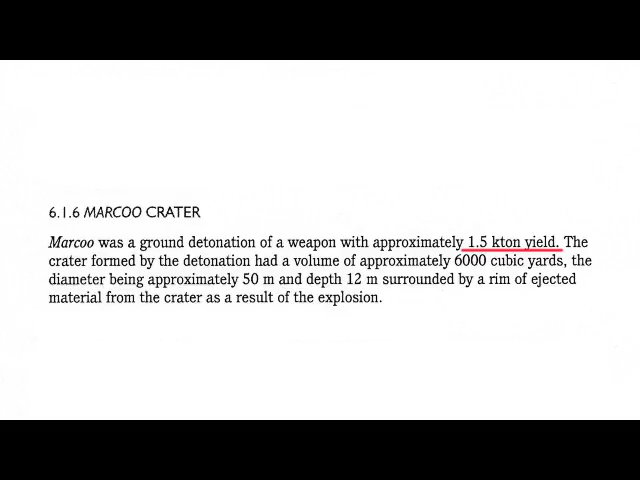 6.1.6 MARCOO CRATER
Marcoo was a ground detonation of a weapon with approximately 1.5 kton yield. The
crater formed by the detonation had a volume of approximately 6000 cubic yards, the
diameter being approximately 50 m and depth 12 m surrounded by a rim of ejected
material from the crater as a result of the explosion.